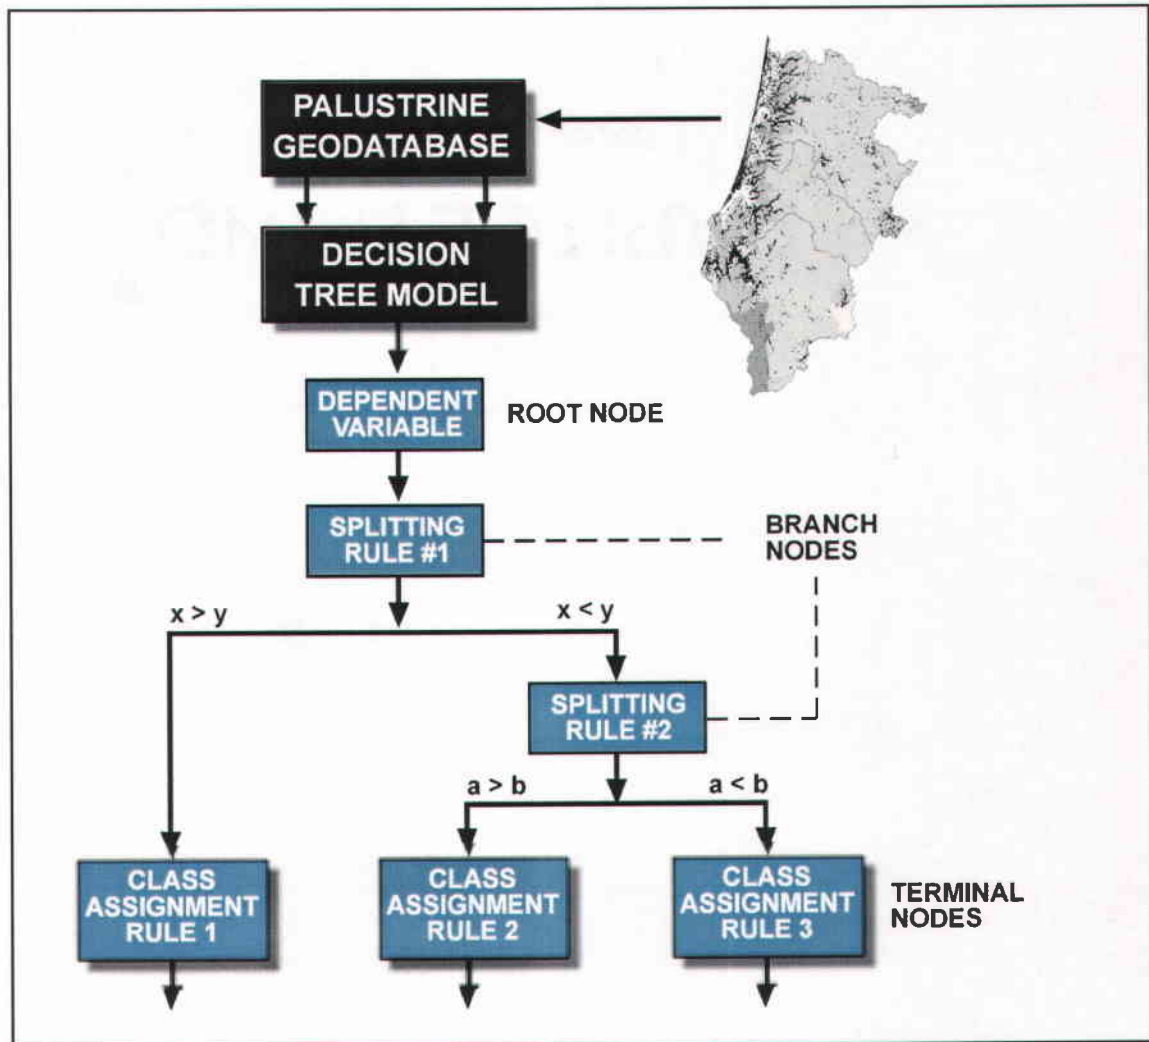 PALUSTRINE
GEODATABASE
DECISION
TREE MODEL
DEPENDENT
VARIABLE
ROOT NODE
SPLITTING
RULE #1
BRANCH
NODES
x > y
x < y
SPLITTING
RULE #2
a > b
a < b
CLASS
ASSIGNMENT
RULE 1
CLASS
ASSIGNMENT
RULE 2
CLASS
ASSIGNMENT
RULE 3
TERMINAL
NODES